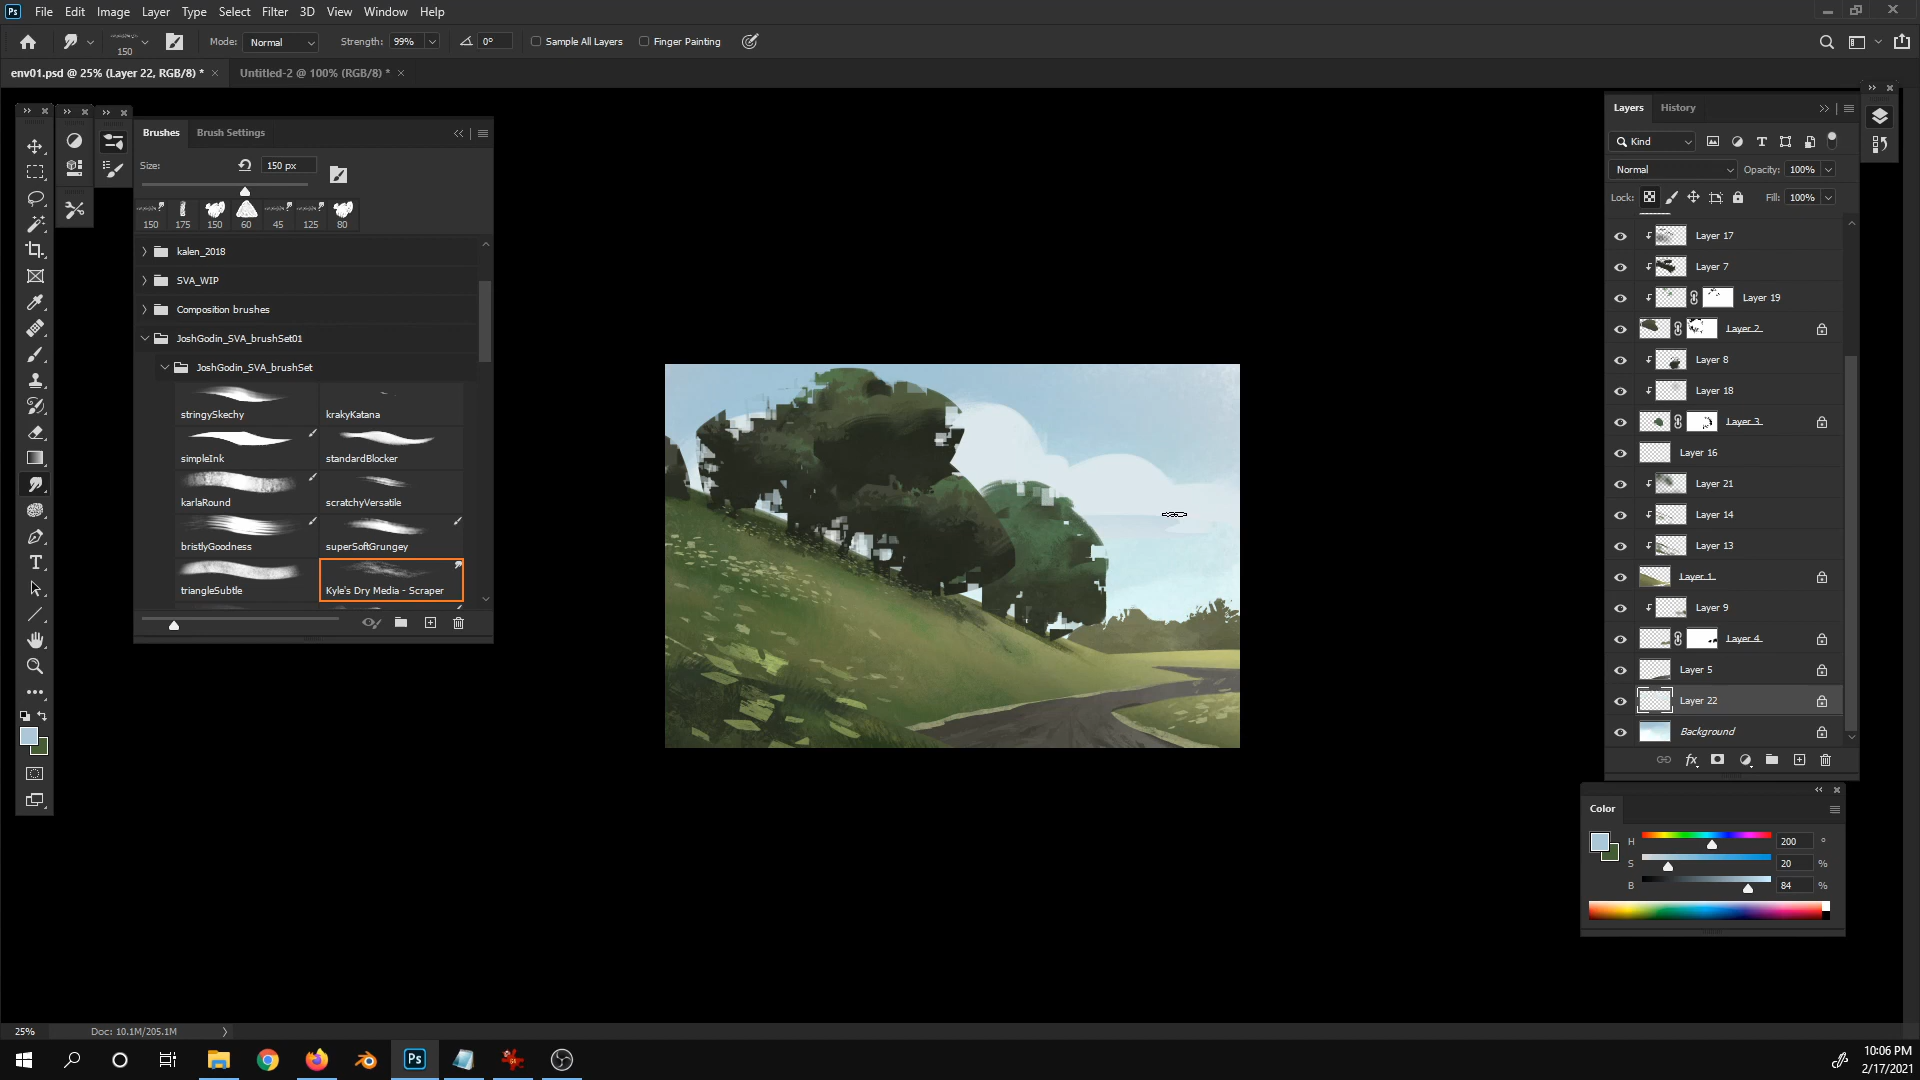 Ps File Edit Image Layer Type Select Filter 3D View Window Help
150 Mode: Normal Strength: 99% 0° Sample All Layers Finger Painting
env01.psd @ 25% (Layer 22, RGB/8) * × Untitled-2 @ 100% (RGB/8) * ×
Brushes Brush Settings
Size: 150 px
150 175 150 60 45 125 80
kalen_2018
SVA_WIP
Composition brushes
JoshGodin_SVA_brushSet01
JoshGodin_SVA_brushSet
stringySkechy krakyKatana
simpleInk standardBlocker
karlaRound scratchyVersatile
bristlyGoodness superSoftGrungey
triangleSubtle Kyle's Dry Media - Scraper
Layers History
Kind
Normal Opacity: 100%
Lock: Fill: 100%
Layer 17
Layer 7
Layer 19
Layer 2
Layer 8
Layer 18
Layer 3
Layer 16
Layer 21
Layer 14
Layer 13
Layer 1
Layer 9
Layer 4
Layer 5
Layer 22
Background
fx
Color
H 200 °
S 20 %
B 84 %
25% Doc: 10.1M/205.1M
Ps
10:06 PM
2/17/2021